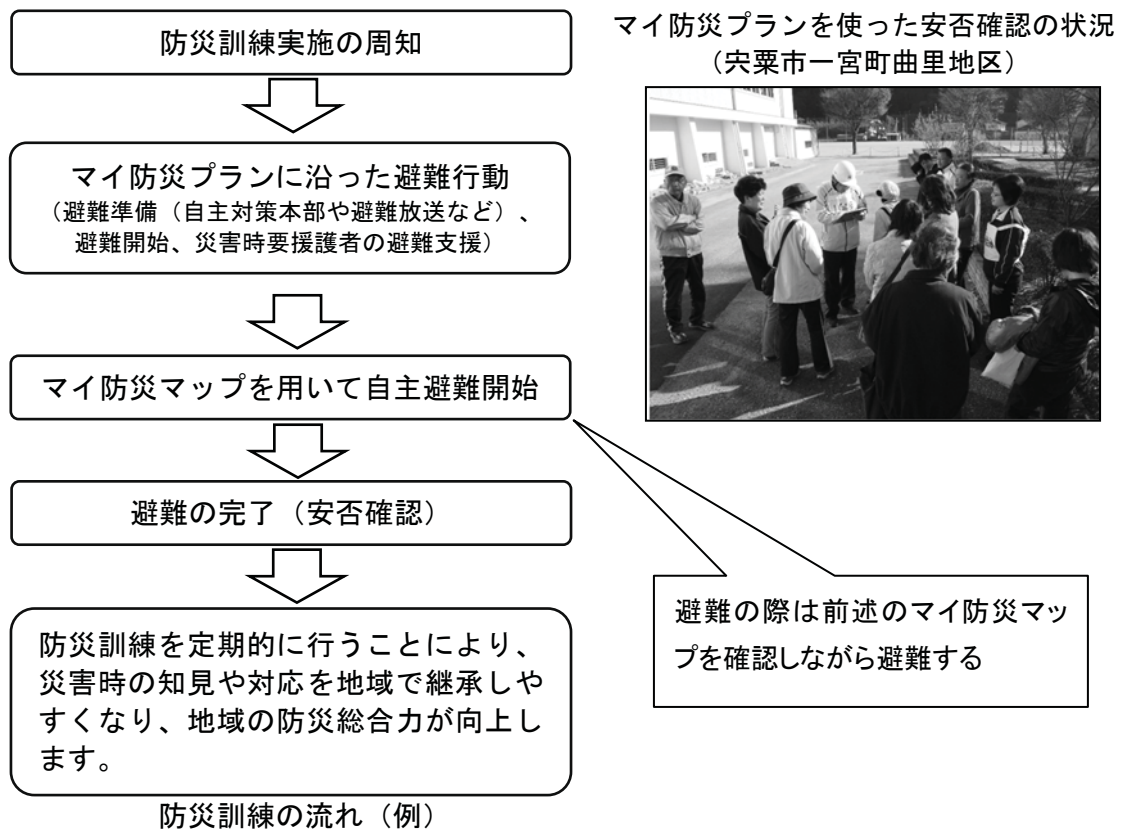 防災訓練実施の周知
マイ防災プランに沿った避難行動
（避難準備（自主対策本部や避難放送など）、
避難開始、災害時要援護者の避難支援）
マイ防災マップを用いて自主避難開始
避難の完了（安否確認）
防災訓練を定期的に行うことにより、
災害時の知見や対応を地域で継承しや
すくなり、地域の防災総合力が向上し
ます。
防災訓練の流れ（例）
マイ防災プランを使った安否確認の状況
（宍粟市一宮町曲里地区）
避難の際は前述のマイ防災マッ
プを確認しながら避難する